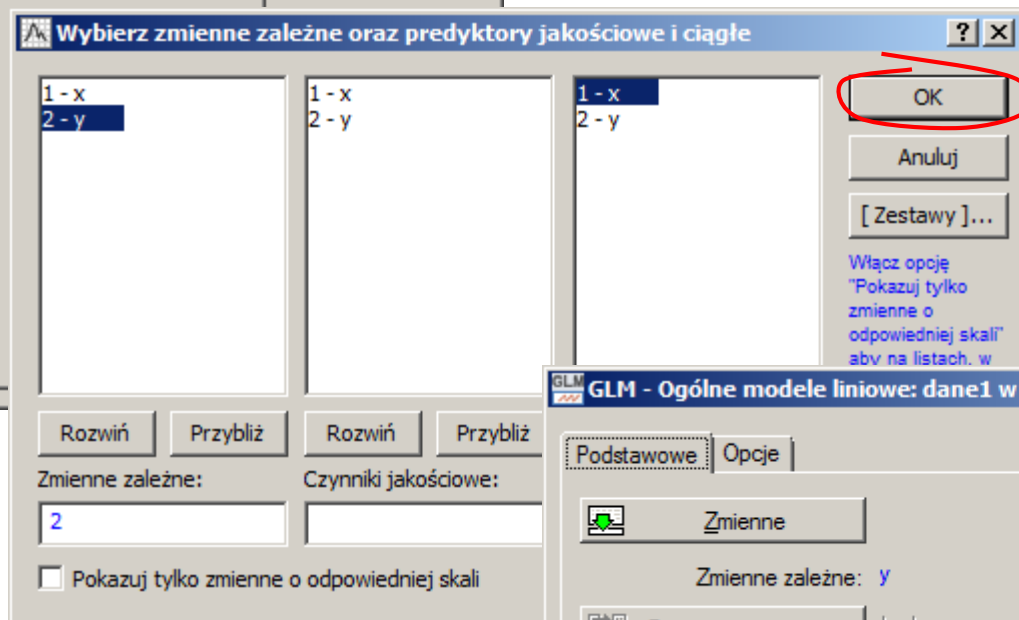 Wybierz zmienne zależne oraz predyktory jakościowe i ciągłe
1 - x
2 - y
1 - x
2 - y
1 - x
2 - y
OK
Anuluj
[ Zestawy ]...
Włącz opcję
"Pokazuj tylko
zmienne o
odpowiedniej skali"
aby na listach, w
Rozwiń
Przybliż
Rozwiń
Przybliż
Zmienne zależne:
Czynniki jakościowe:
2
Pokazuj tylko zmienne o odpowiedniej skali
GLM
GLM - Ogólne modele liniowe: dane1 w
Podstawowe
Opcje
Zmienne
Zmienne zależne: y